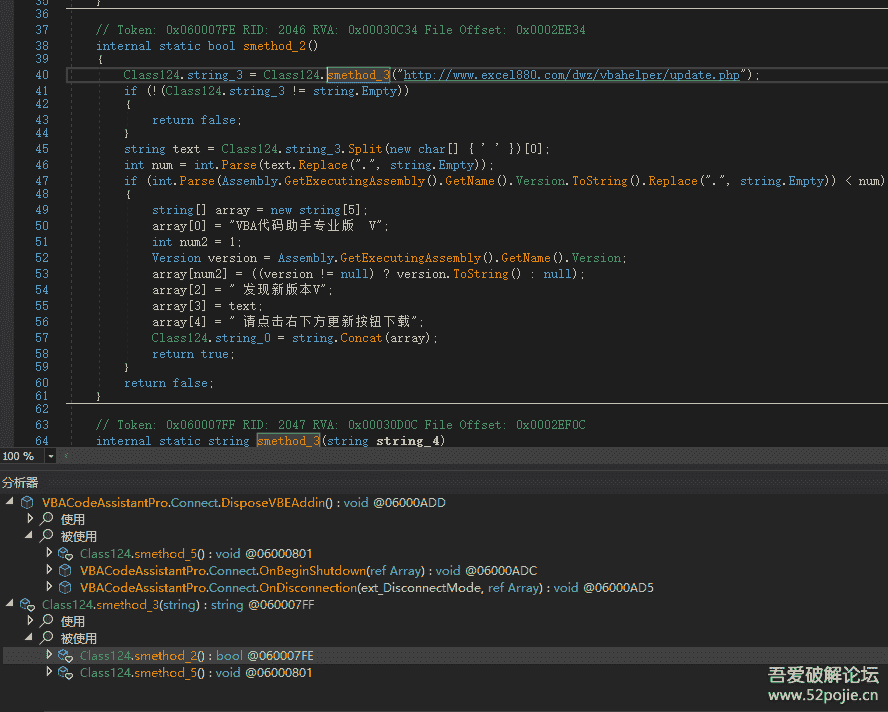 35 }
36
37 // Token: 0x060007FE RID: 2046 RVA: 0x00030C34 File Offset: 0x0002EE34
38 internal static bool smethod_2()
39 {
40 Class124.string_3 = Class124.smethod_3("http://www.excel880.com/dwz/vbahelper/update.php");
41 if (!(Class124.string_3 != string.Empty))
42 {
43 return false;
44 }
45 string text = Class124.string_3.Split(new char[] { ' ' })[0];
46 int num = int.Parse(text.Replace(".", string.Empty));
47 if (int.Parse(Assembly.GetExecutingAssembly().GetName().Version.ToString().Replace(".", string.Empty)) < num)
48 {
49 string[] array = new string[5];
50 array[0] = "VBA代码助手专业版 V";
51 int num2 = 1;
52 Version version = Assembly.GetExecutingAssembly().GetName().Version;
53 array[num2] = ((version != null) ? version.ToString() : null);
54 array[2] = " 发现新版本V";
55 array[3] = text;
56 array[4] = " 请点击右下方更新按钮下载";
57 Class124.string_0 = string.Concat(array);
58 return true;
59 }
60 return false;
61 }
62
63 // Token: 0x060007FF RID: 2047 RVA: 0x00030D0C File Offset: 0x0002EF0C
64 internal static string smethod_3(string string_4)
100 %
分析器
VBACodeAssistantPro.Connect.DisposeVBEAddin() : void @06000ADD
使用
被使用
Class124.smethod_5() : void @06000801
VBACodeAssistantPro.Connect.OnBeginShutdown(ref Array) : void @06000ADC
VBACodeAssistantPro.Connect.OnDisconnection(ext_DisconnectMode, ref Array) : void @06000AD5
Class124.smethod_3(string) : string @060007FF
使用
被使用
Class124.smethod_2() : bool @060007FE
Class124.smethod_5() : void @06000801
吾爱破解论坛
www.52pojie.cn